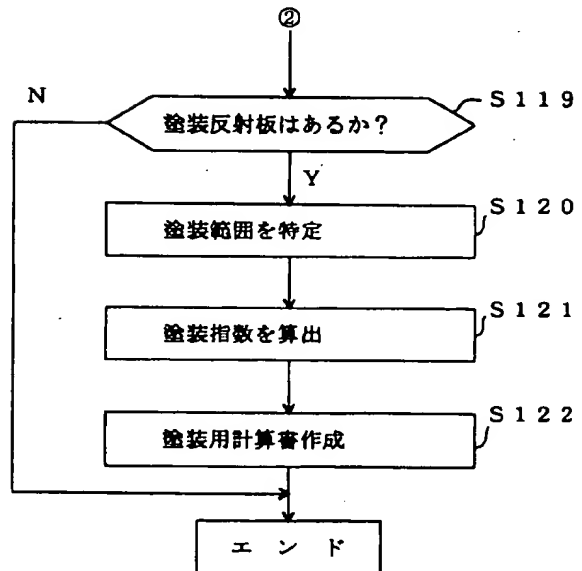 ②
N
S119
塗装反射板はあるか？
Y
S120
塗装範囲を特定
S121
塗装指数を算出
S122
塗装用計算書作成
エンド